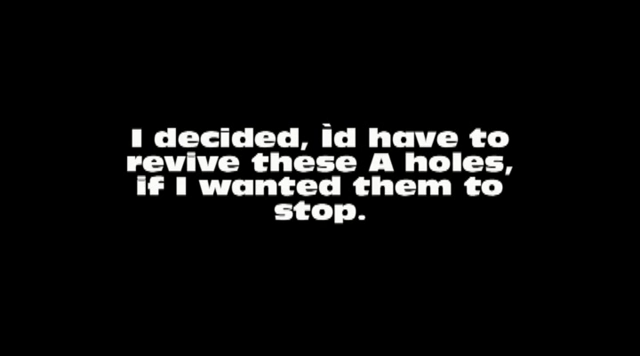 I decided, Ìd have to
revive these A holes,
if I wanted them to
stop.